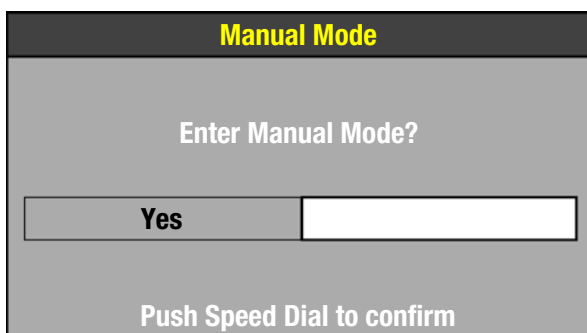 Manual Mode
Enter Manual Mode?
Yes
Push Speed Dial to confirm